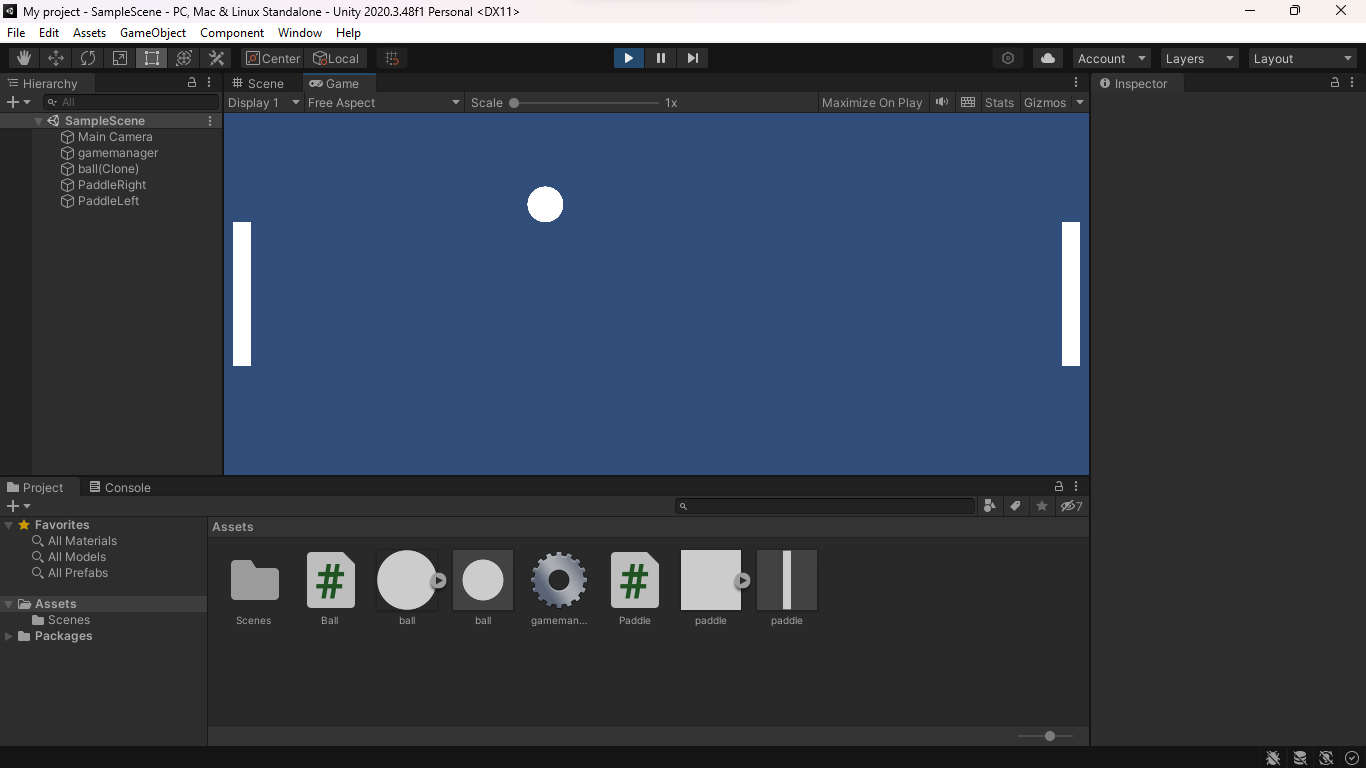 My project - SampleScene - PC, Mac & Linux Standalone - Unity 2020.3.48f1 Personal <DX11>
File Edit Assets GameObject Component Window Help
Center Local Account Layers Layout
Hierarchy Scene Game Inspector
All Display 1 Free Aspect Scale 1x Maximize On Play Stats Gizmos
SampleScene
Main Camera
gamemanager
ball(Clone)
PaddleRight
PaddleLeft
Project Console
7
Favorites
All Materials
All Models
All Prefabs
Assets
Scenes
Packages
Assets
# #
Scenes Ball ball ball gameman... Paddle paddle paddle